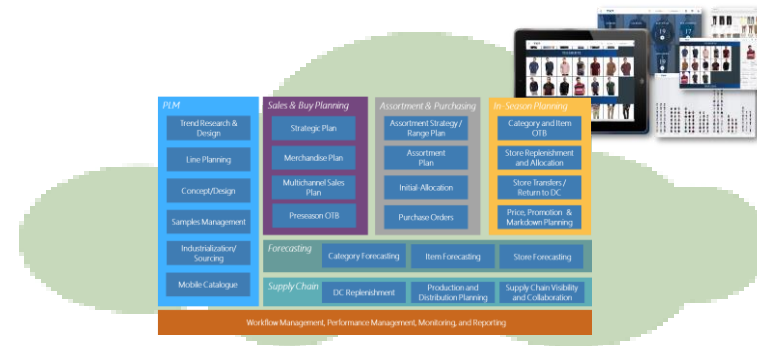 PLM
Trend Research &
Design
Line Planning
Concept/Design
Samples Management
Industrialization/
Sourcing
Mobile Catalogue
Sales & Buy Planning
Strategic Plan
Merchandise Plan
Multichannel Sales
Plan
Preseason OTB
Assortment & Purchasing
Assortment Strategy /
Range Plan
Assortment
Plan
Initial-Allocation
Purchase Orders
In-Season Planning
Category and Item
OTB
Store Replenishment
and Allocation
Store Transfers /
Return to DC
Price, Promotion &
Markdown Planning
Forecasting
Category Forecasting
Item Forecasting
Store Forecasting
Supply Chain
DC Replenishment
Production and
Distribution Planning
Supply Chain Visibility
and Collaboration
Workflow Management, Performance Management, Monitoring, and Reporting